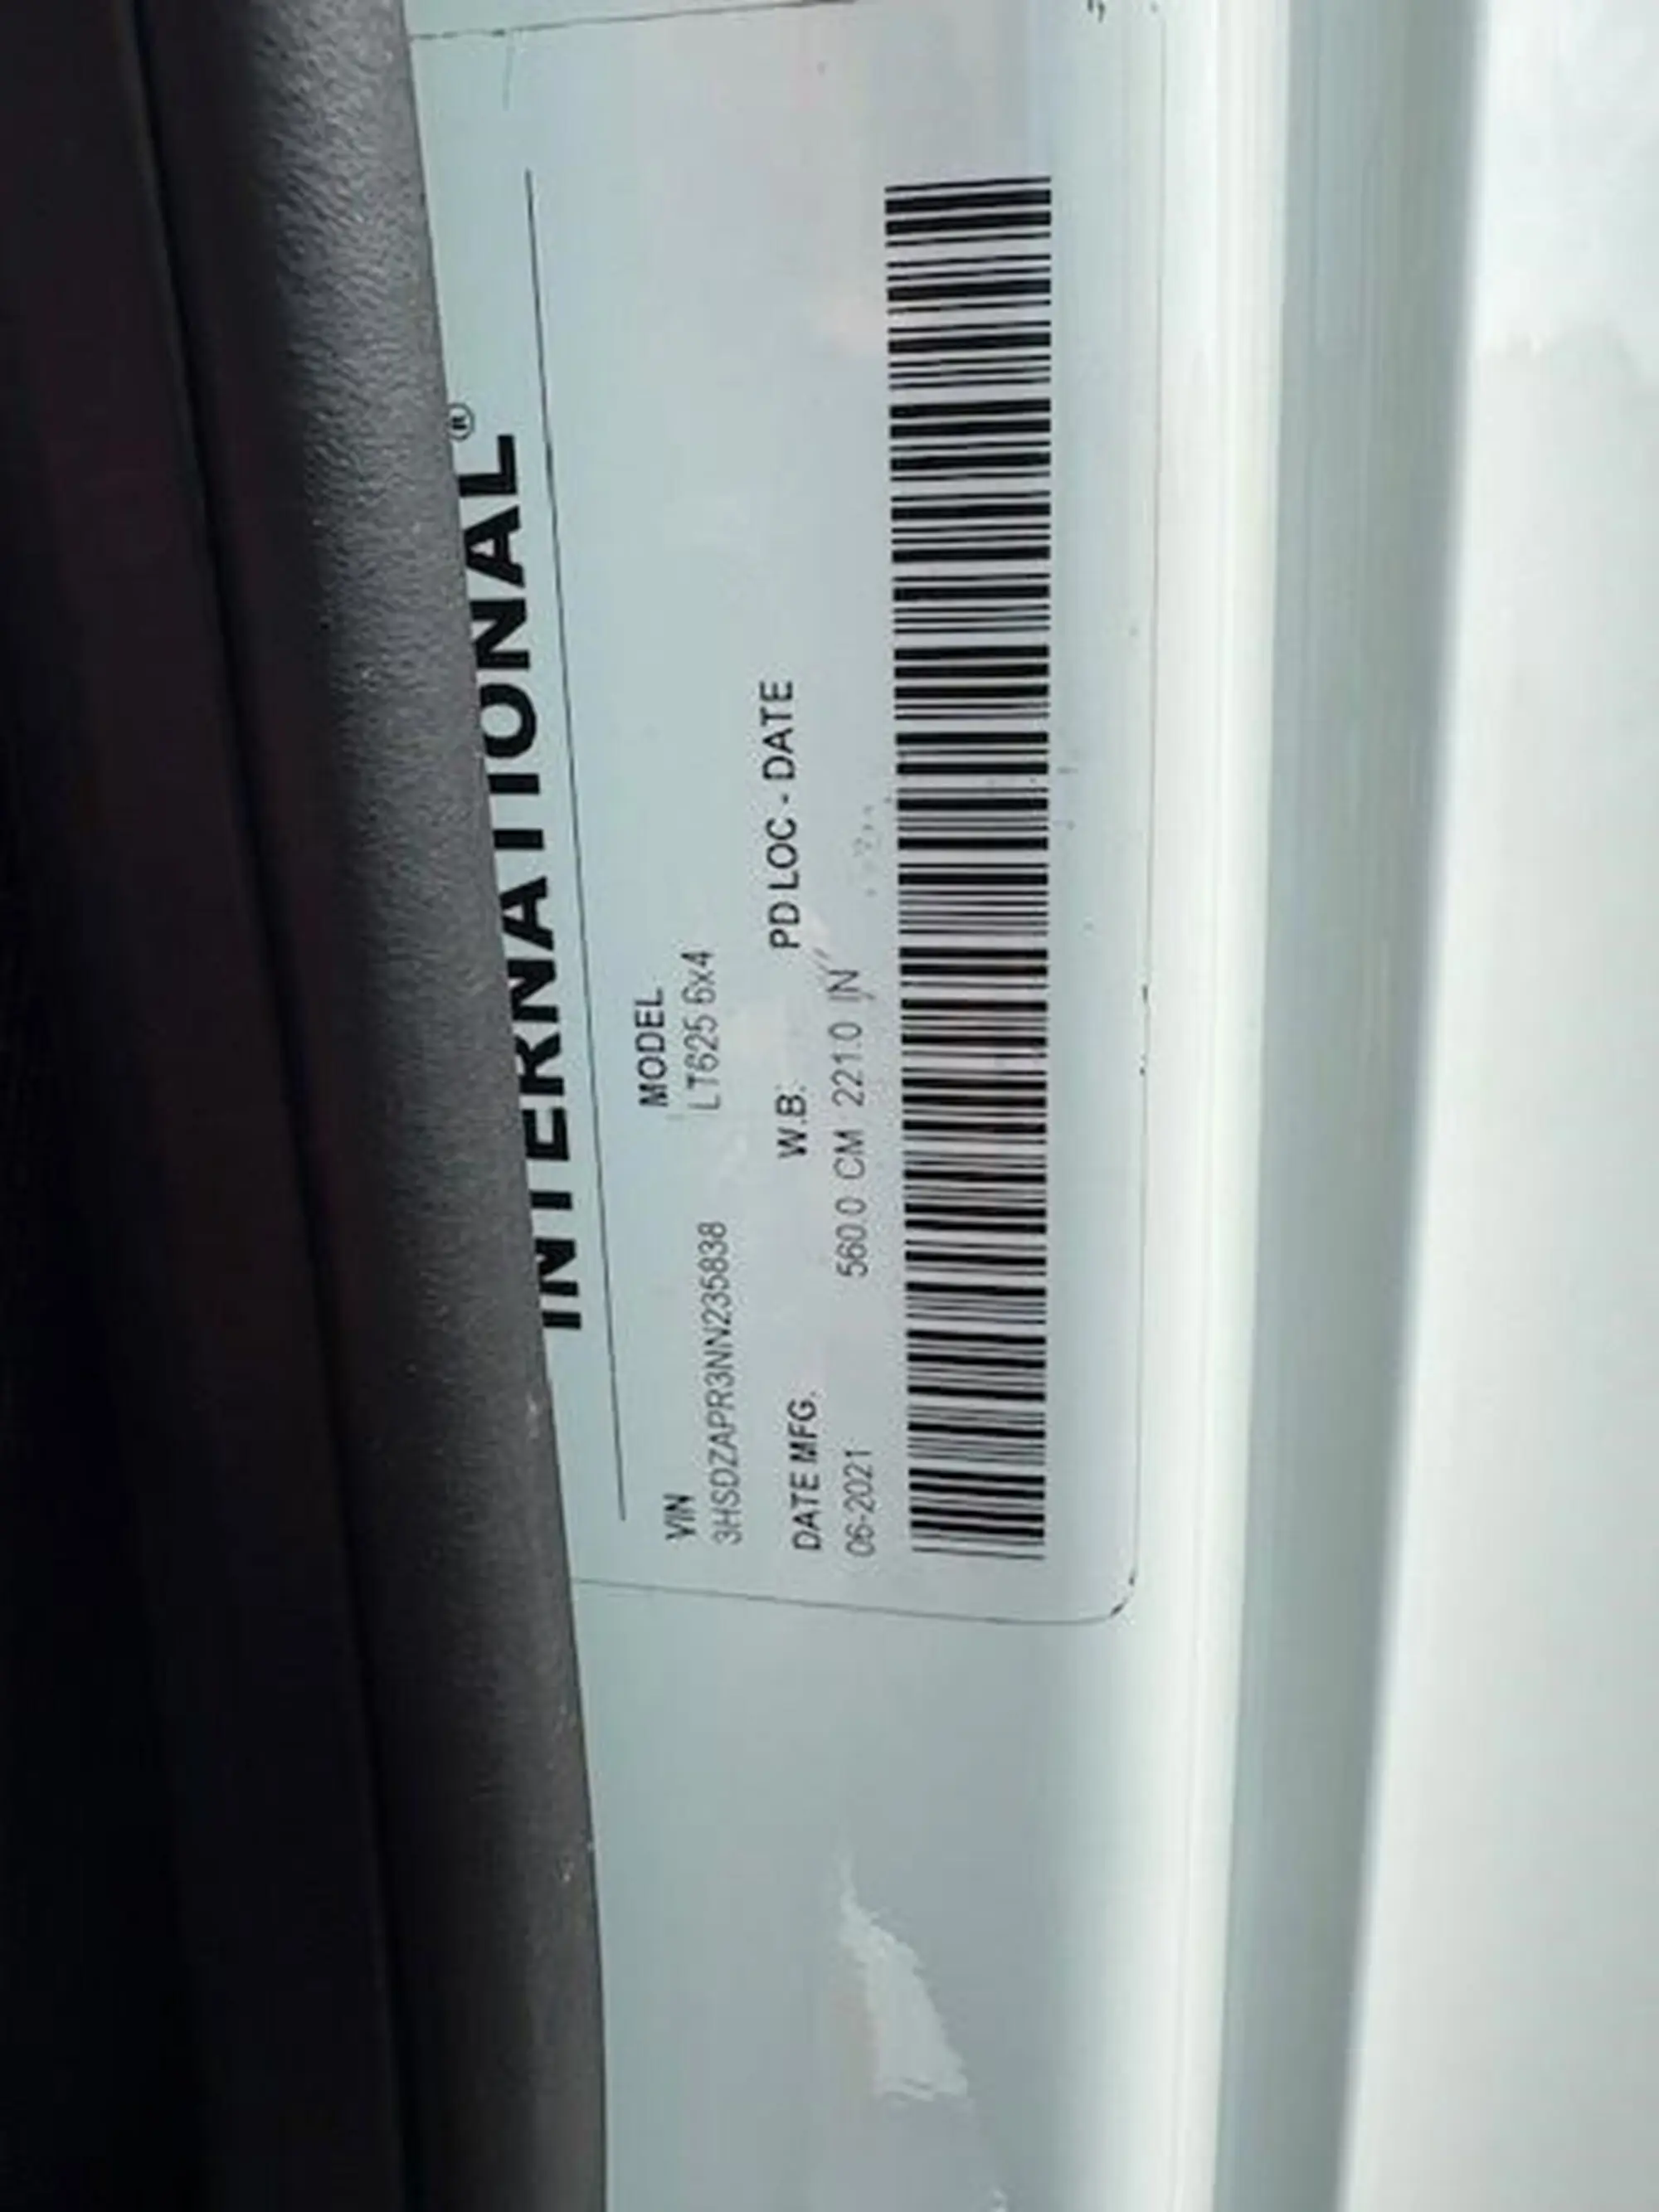 INTERNATIONAL®
VIN MODEL
3HSDZAPR3NN235838 LT625 6x4
DATE MFG. W.B. PD LOC - DATE
06-2021 560.0 CM 221.0 IN